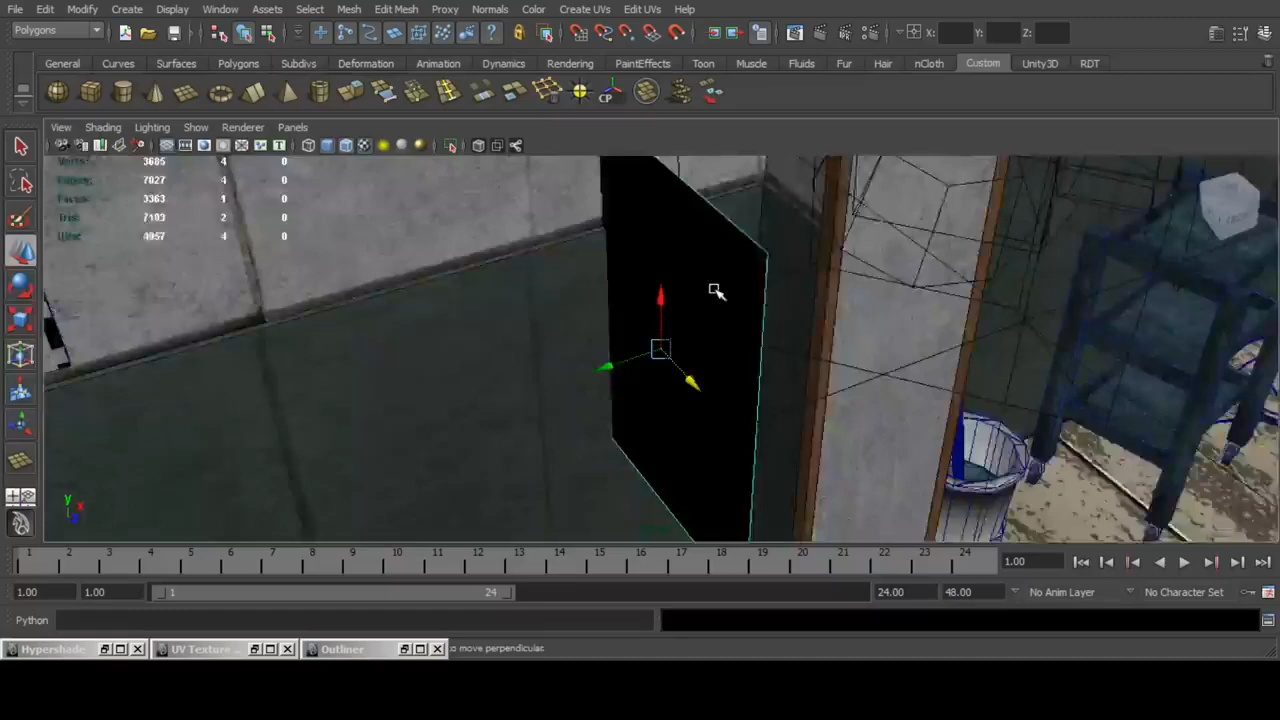 File Edit Modify Create Display Window Assets Select Mesh Edit Mesh Proxy Normals Color Create UVs Edit UVs Help
Polygons X: Y: Z:
General Curves Surfaces Polygons Subdivs Deformation Animation Dynamics Rendering PaintEffects Toon Muscle Fluids Fur Hair nCloth Custom Unity3D RDT
CP
View Shading Lighting Show Renderer Panels
Verts: 3685 4 0
7027 4 0
3363 1 0
Tris: 7103 2 0
4957 4 0
y x z
1 2 3 4 5 6 7 8 9 10 11 12 13 14 15 16 17 18 19 20 21 22 23 24 1.00
1.00 1.00 1 24 24.00 48.00 No Anim Layer No Character Set
Python
Hypershade UV Texture ... Outliner to move perpendicular.